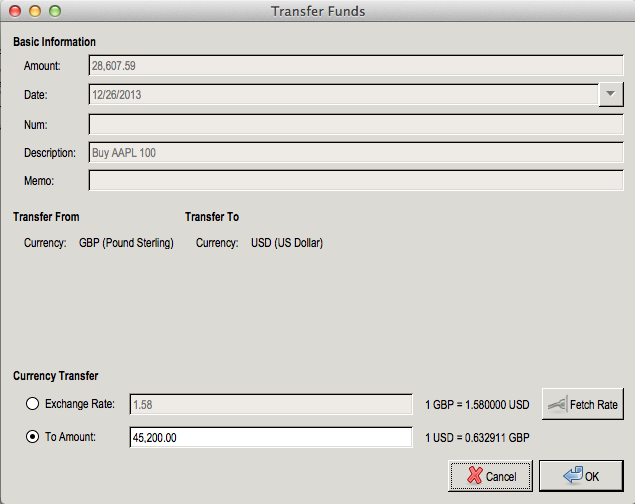 Transfer Funds
Basic Information
Amount: 28,607.59
Date: 12/26/2013
Num:
Description: Buy AAPL 100
Memo:
Transfer From Transfer To
Currency: GBP (Pound Sterling) Currency: USD (US Dollar)
Currency Transfer
Exchange Rate: 1.58 1 GBP = 1.580000 USD Fetch Rate
To Amount: 45,200.00 1 USD = 0.632911 GBP
Cancel OK